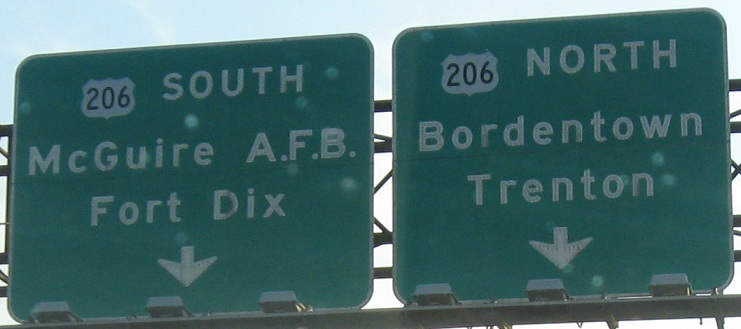 206 SOUTH
McGuire A.F.B.
Fort Dix
206 NORTH
Bordentown
Trenton